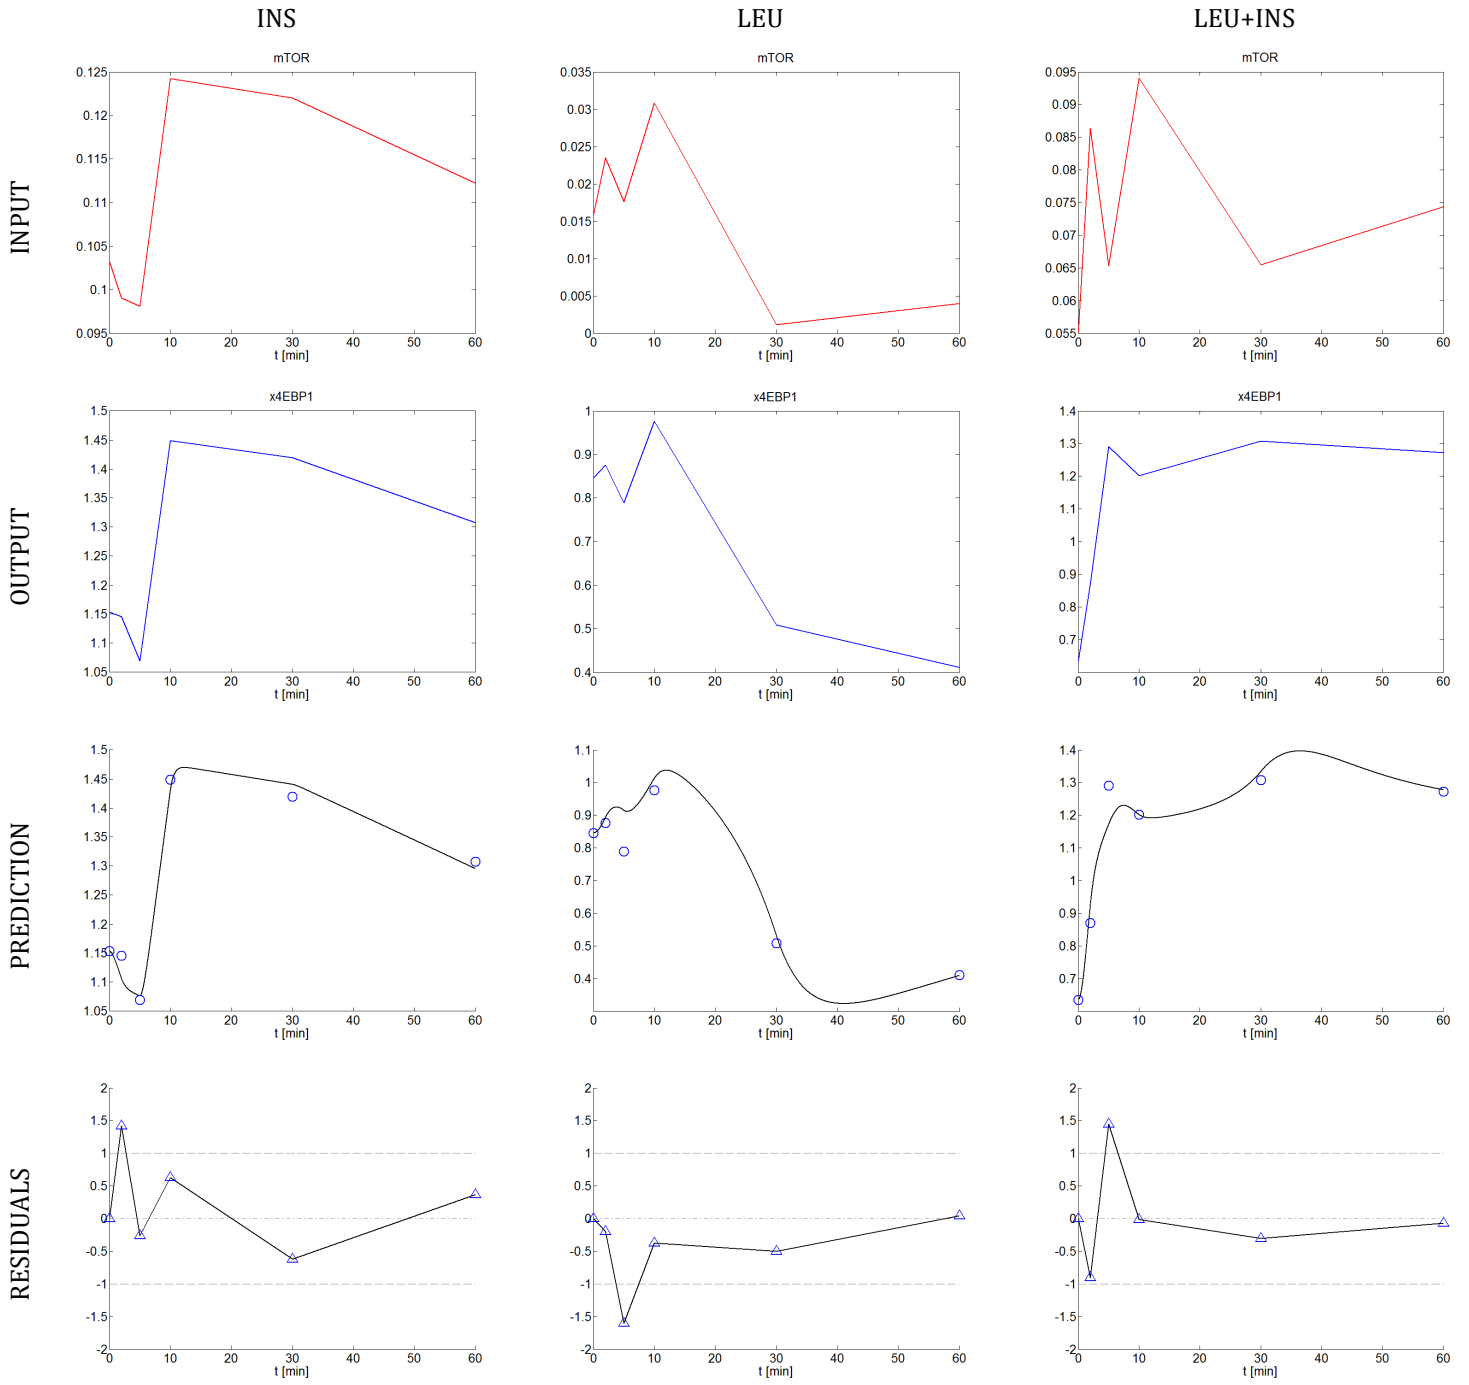 INS LEU LEU+INS
INPUT
mTOR mTOR mTOR
0.125 0.12 0.115 0.11 0.105 0.1 0.095
0 10 20 30 40 50 60
t [min]
0.035 0.03 0.025 0.02 0.015 0.01 0.005 0
0 10 20 30 40 50 60
t [min]
0.095 0.09 0.085 0.08 0.075 0.07 0.065 0.06 0.055
0 10 20 30 40 50 60
t [min]
OUTPUT
x4EBP1 x4EBP1 x4EBP1
1.5 1.45 1.4 1.35 1.3 1.25 1.2 1.15 1.1 1.05
0 10 20 30 40 50 60
t [min]
1 0.9 0.8 0.7 0.6 0.5 0.4
0 10 20 30 40 50 60
t [min]
1.4 1.3 1.2 1.1 1 0.9 0.8 0.7
0 10 20 30 40 50 60
t [min]
PREDICTION
1.5 1.45 1.4 1.35 1.3 1.25 1.2 1.15 1.1 1.05
0 10 20 30 40 50 60
t [min]
1.1 1 0.9 0.8 0.7 0.6 0.5 0.4
0 10 20 30 40 50 60
t [min]
1.4 1.3 1.2 1.1 1 0.9 0.8 0.7
0 10 20 30 40 50 60
t [min]
RESIDUALS
2 1.5 1 0.5 0 -0.5 -1 -1.5 -2
0 10 20 30 40 50 60
t [min]
2 1.5 1 0.5 0 -0.5 -1 -1.5 -2
0 10 20 30 40 50 60
t [min]
2 1.5 1 0.5 0 -0.5 -1 -1.5 -2
0 10 20 30 40 50 60
t [min]